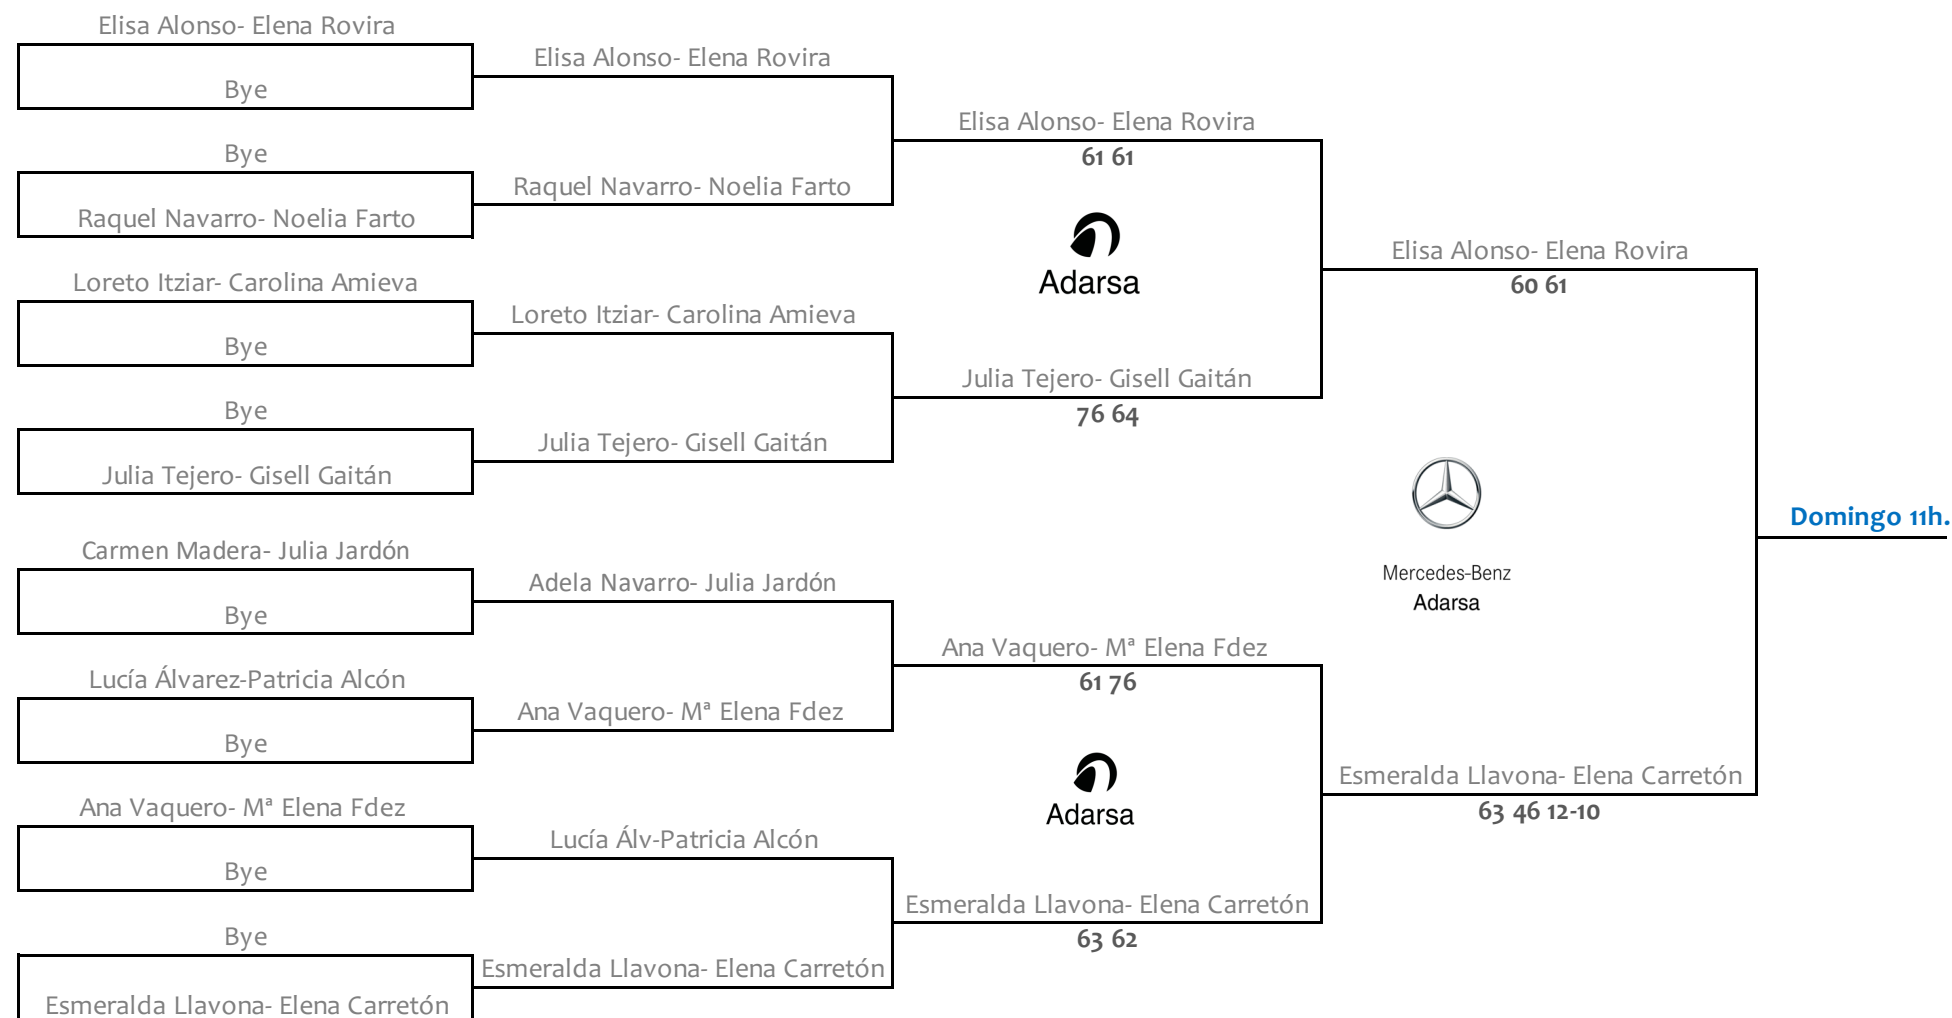 Elisa Alonso- Elena Rovira
Bye
Bye
Raquel Navarro- Noelia Farto
Loreto Itziar- Carolina Amieva
Bye
Bye
Julia Tejero- Gisell Gaitán
Carmen Madera- Julia Jardón
Bye
Lucía Álvarez-Patricia Alcón
Bye
Ana Vaquero- Mª Elena Fdez
Bye
Bye
Esmeralda Llavona- Elena Carretón
Elisa Alonso- Elena Rovira
Raquel Navarro- Noelia Farto
Loreto Itziar- Carolina Amieva
Julia Tejero- Gisell Gaitán
Adela Navarro- Julia Jardón
Ana Vaquero- Mª Elena Fdez
Lucía Álv-Patricia Alcón
Esmeralda Llavona- Elena Carretón
Elisa Alonso- Elena Rovira
61 61
Adarsa
Julia Tejero- Gisell Gaitán
76 64
Ana Vaquero- Mª Elena Fdez
61 76
Adarsa
Esmeralda Llavona- Elena Carretón
63 62
Elisa Alonso- Elena Rovira
60 61
Mercedes-Benz
Adarsa
Esmeralda Llavona- Elena Carretón
63 46 12-10
Domingo 11h.